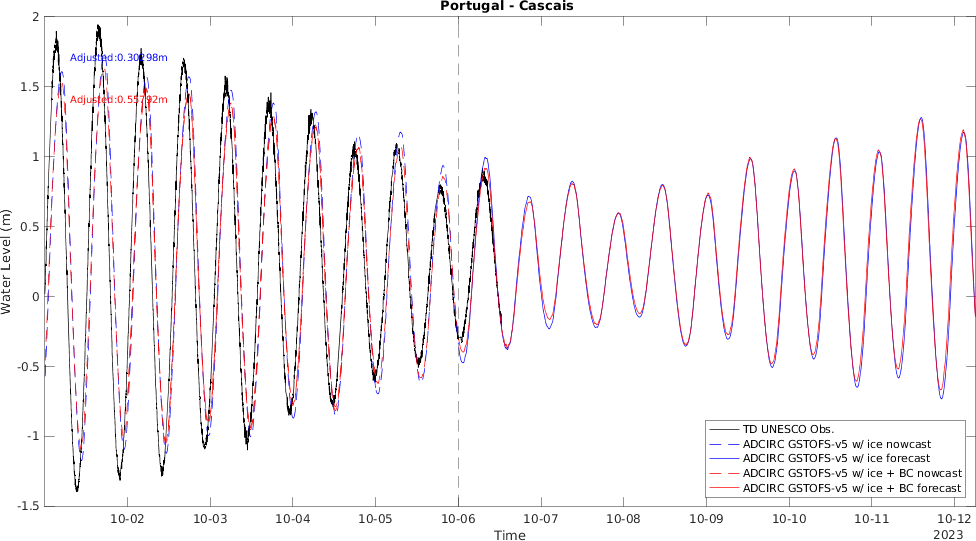 Portugal - Cascais
2
1.5
1
0.5
0
-0.5
-1
-1.5
Water Level (m)
Adjusted:0.30298m
TD UNESCO Obs.
ADCIRC GSTOFS-v5 w/ ice nowcast
ADCIRC GSTOFS-v5 w/ ice forecast
ADCIRC GSTOFS-v5 w/ ice + BC nowcast
ADCIRC GSTOFS-v5 w/ ice + BC forecast
10-02 10-03 10-04 10-05 10-06 10-07 10-08 10-09 10-10 10-11 10-12
Time
2023